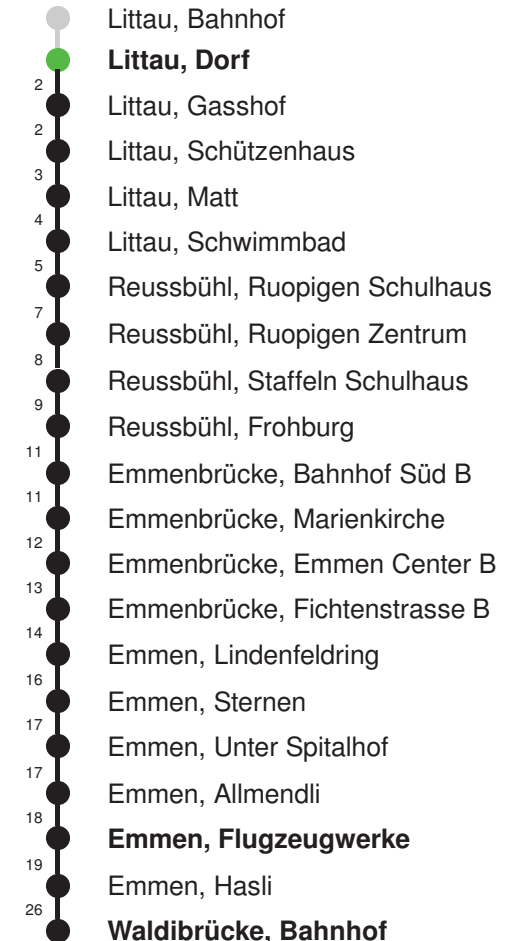 Littau, Bahnhof
Littau, Dorf
2
Littau, Gasshof
2
Littau, Schützenhaus
3
Littau, Matt
4
Littau, Schwimmbad
5
Reussbühl, Ruopigen Schulhaus
7
Reussbühl, Ruopigen Zentrum
8
Reussbühl, Staffeln Schulhaus
9
Reussbühl, Frohburg
11
Emmenbrücke, Bahnhof Süd B
11
Emmenbrücke, Marienkirche
12
Emmenbrücke, Emmen Center B
13
Emmenbrücke, Fichtenstrasse B
14
Emmen, Lindenfeldring
16
Emmen, Sternen
17
Emmen, Unter Spitalhof
17
Emmen, Allmendli
18
Emmen, Flugzeugwerke
19
Emmen, Hasli
26
Waldibrücke, Bahnhof